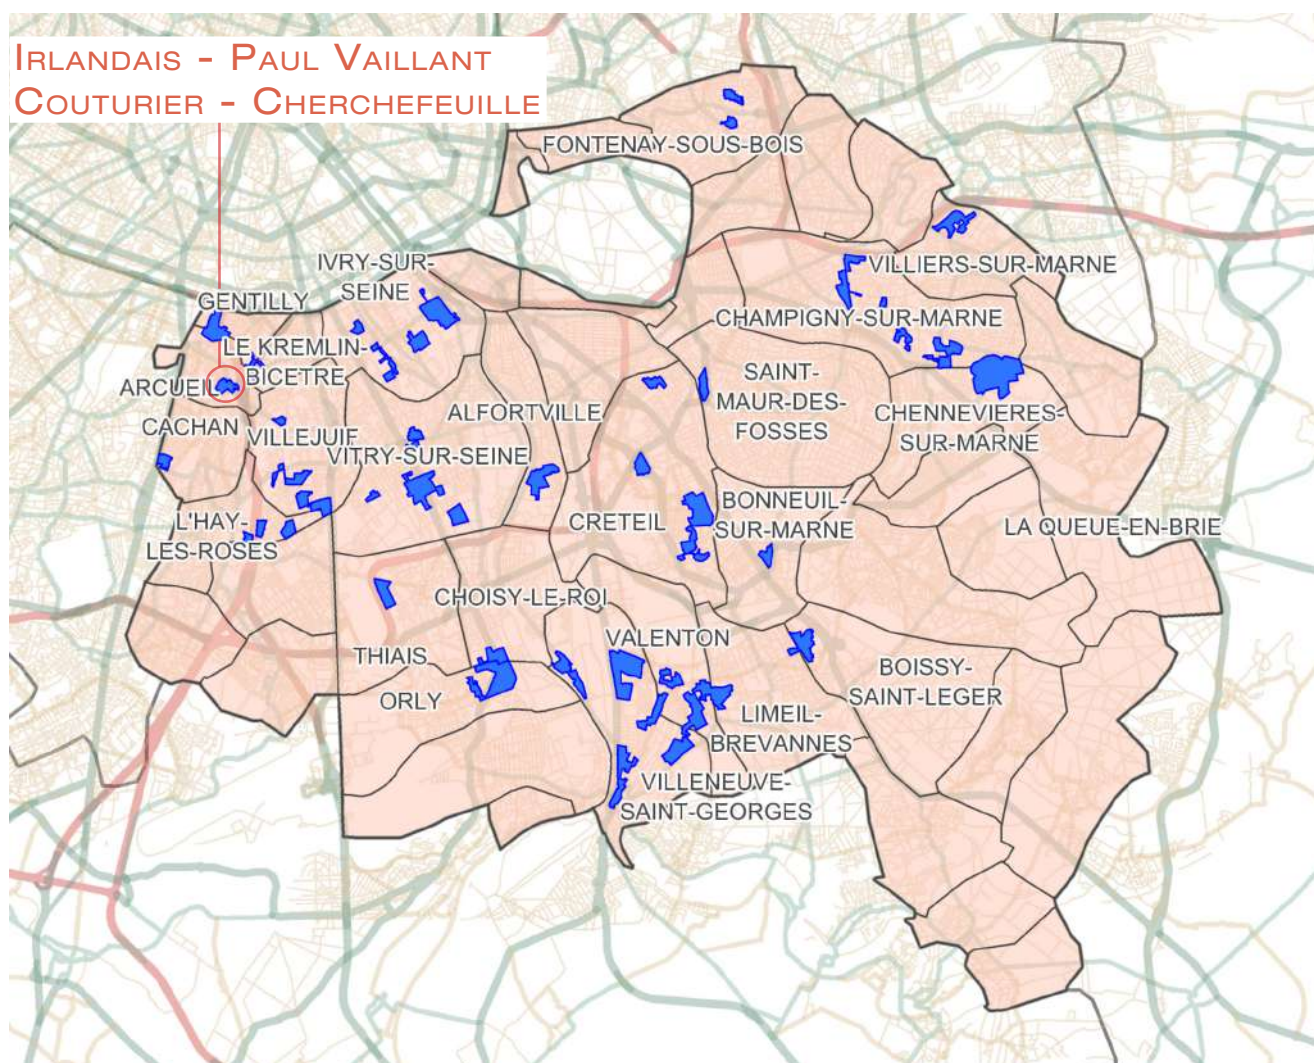 IRLANDAIS - PAUL VAILLANT
COUTURIER - CHERCHEFEUILLE
FONTENAY-SOUS-BOIS
IVRY-SUR-
SEINE
VILLIERS-SUR-MARNE
GENTILLY
CHAMPIGNY-SUR-MARNE
LE KREMLIN-
BICETRE
ARCUEIL
SAINT-
MAUR-DES-
FOSSES
CACHAN
ALFORTVILLE
CHENNEVIERES-
SUR-MARNE
VILLEJUIF
VITRY-SUR-SEINE
L'HAY-
LES-ROSES
CRETEIL
BONNEUIL-
SUR-MARNE
LA QUEUE-EN-BRIE
CHOISY-LE-ROI
VALENTON
THIAIS
BOISSY-
SAINT-LEGER
ORLY
LIMEIL-
BREVANNES
VILLENEUVE-
SAINT-GEORGES